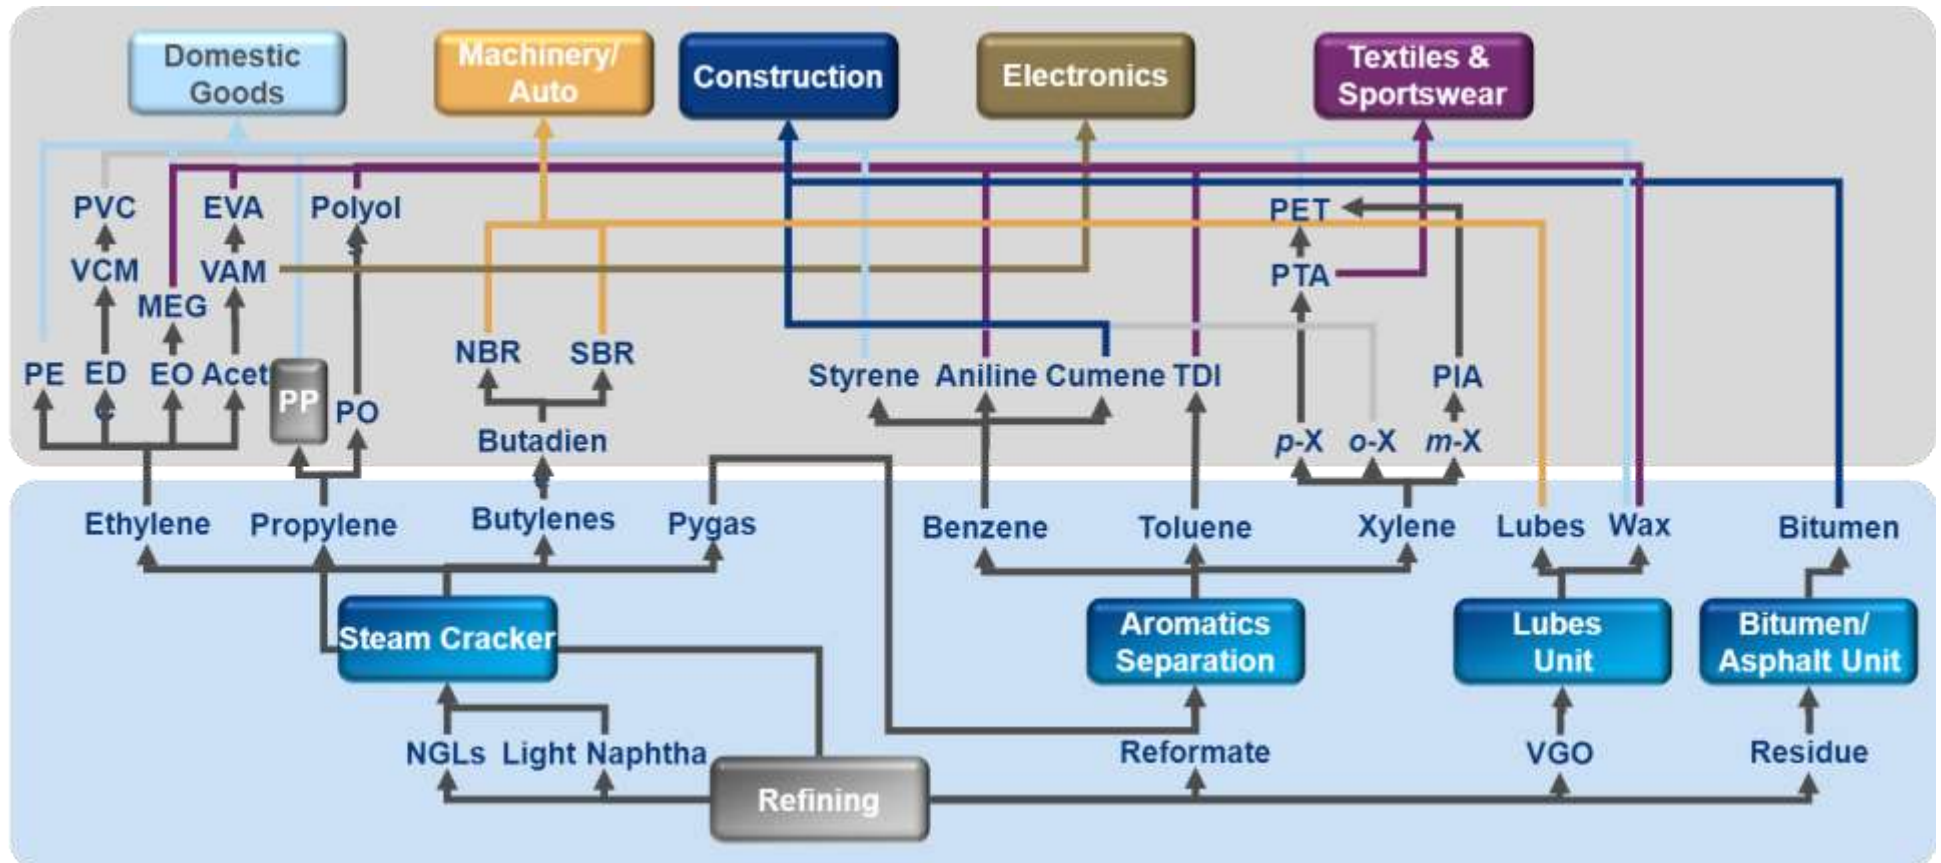 Domestic
Goods
Machinery/
Auto
Construction
Electronics
Textiles &
Sportswear
PVC
EVA
Polyol
PET
VCM
VAM
PTA
MEG
NBR
SBR
PE
ED
C
EO
Acet
PP
PO
Styrene
Aniline
Cumene
TDI
PIA
Butadien
p-X
o-X
m-X
Ethylene
Propylene
Butylenes
Pygas
Benzene
Toluene
Xylene
Lubes
Wax
Bitumen
Steam Cracker
Aromatics
Separation
Lubes
Unit
Bitumen/
Asphalt Unit
NGLs
Light Naphtha
Reformate
VGO
Residue
Refining